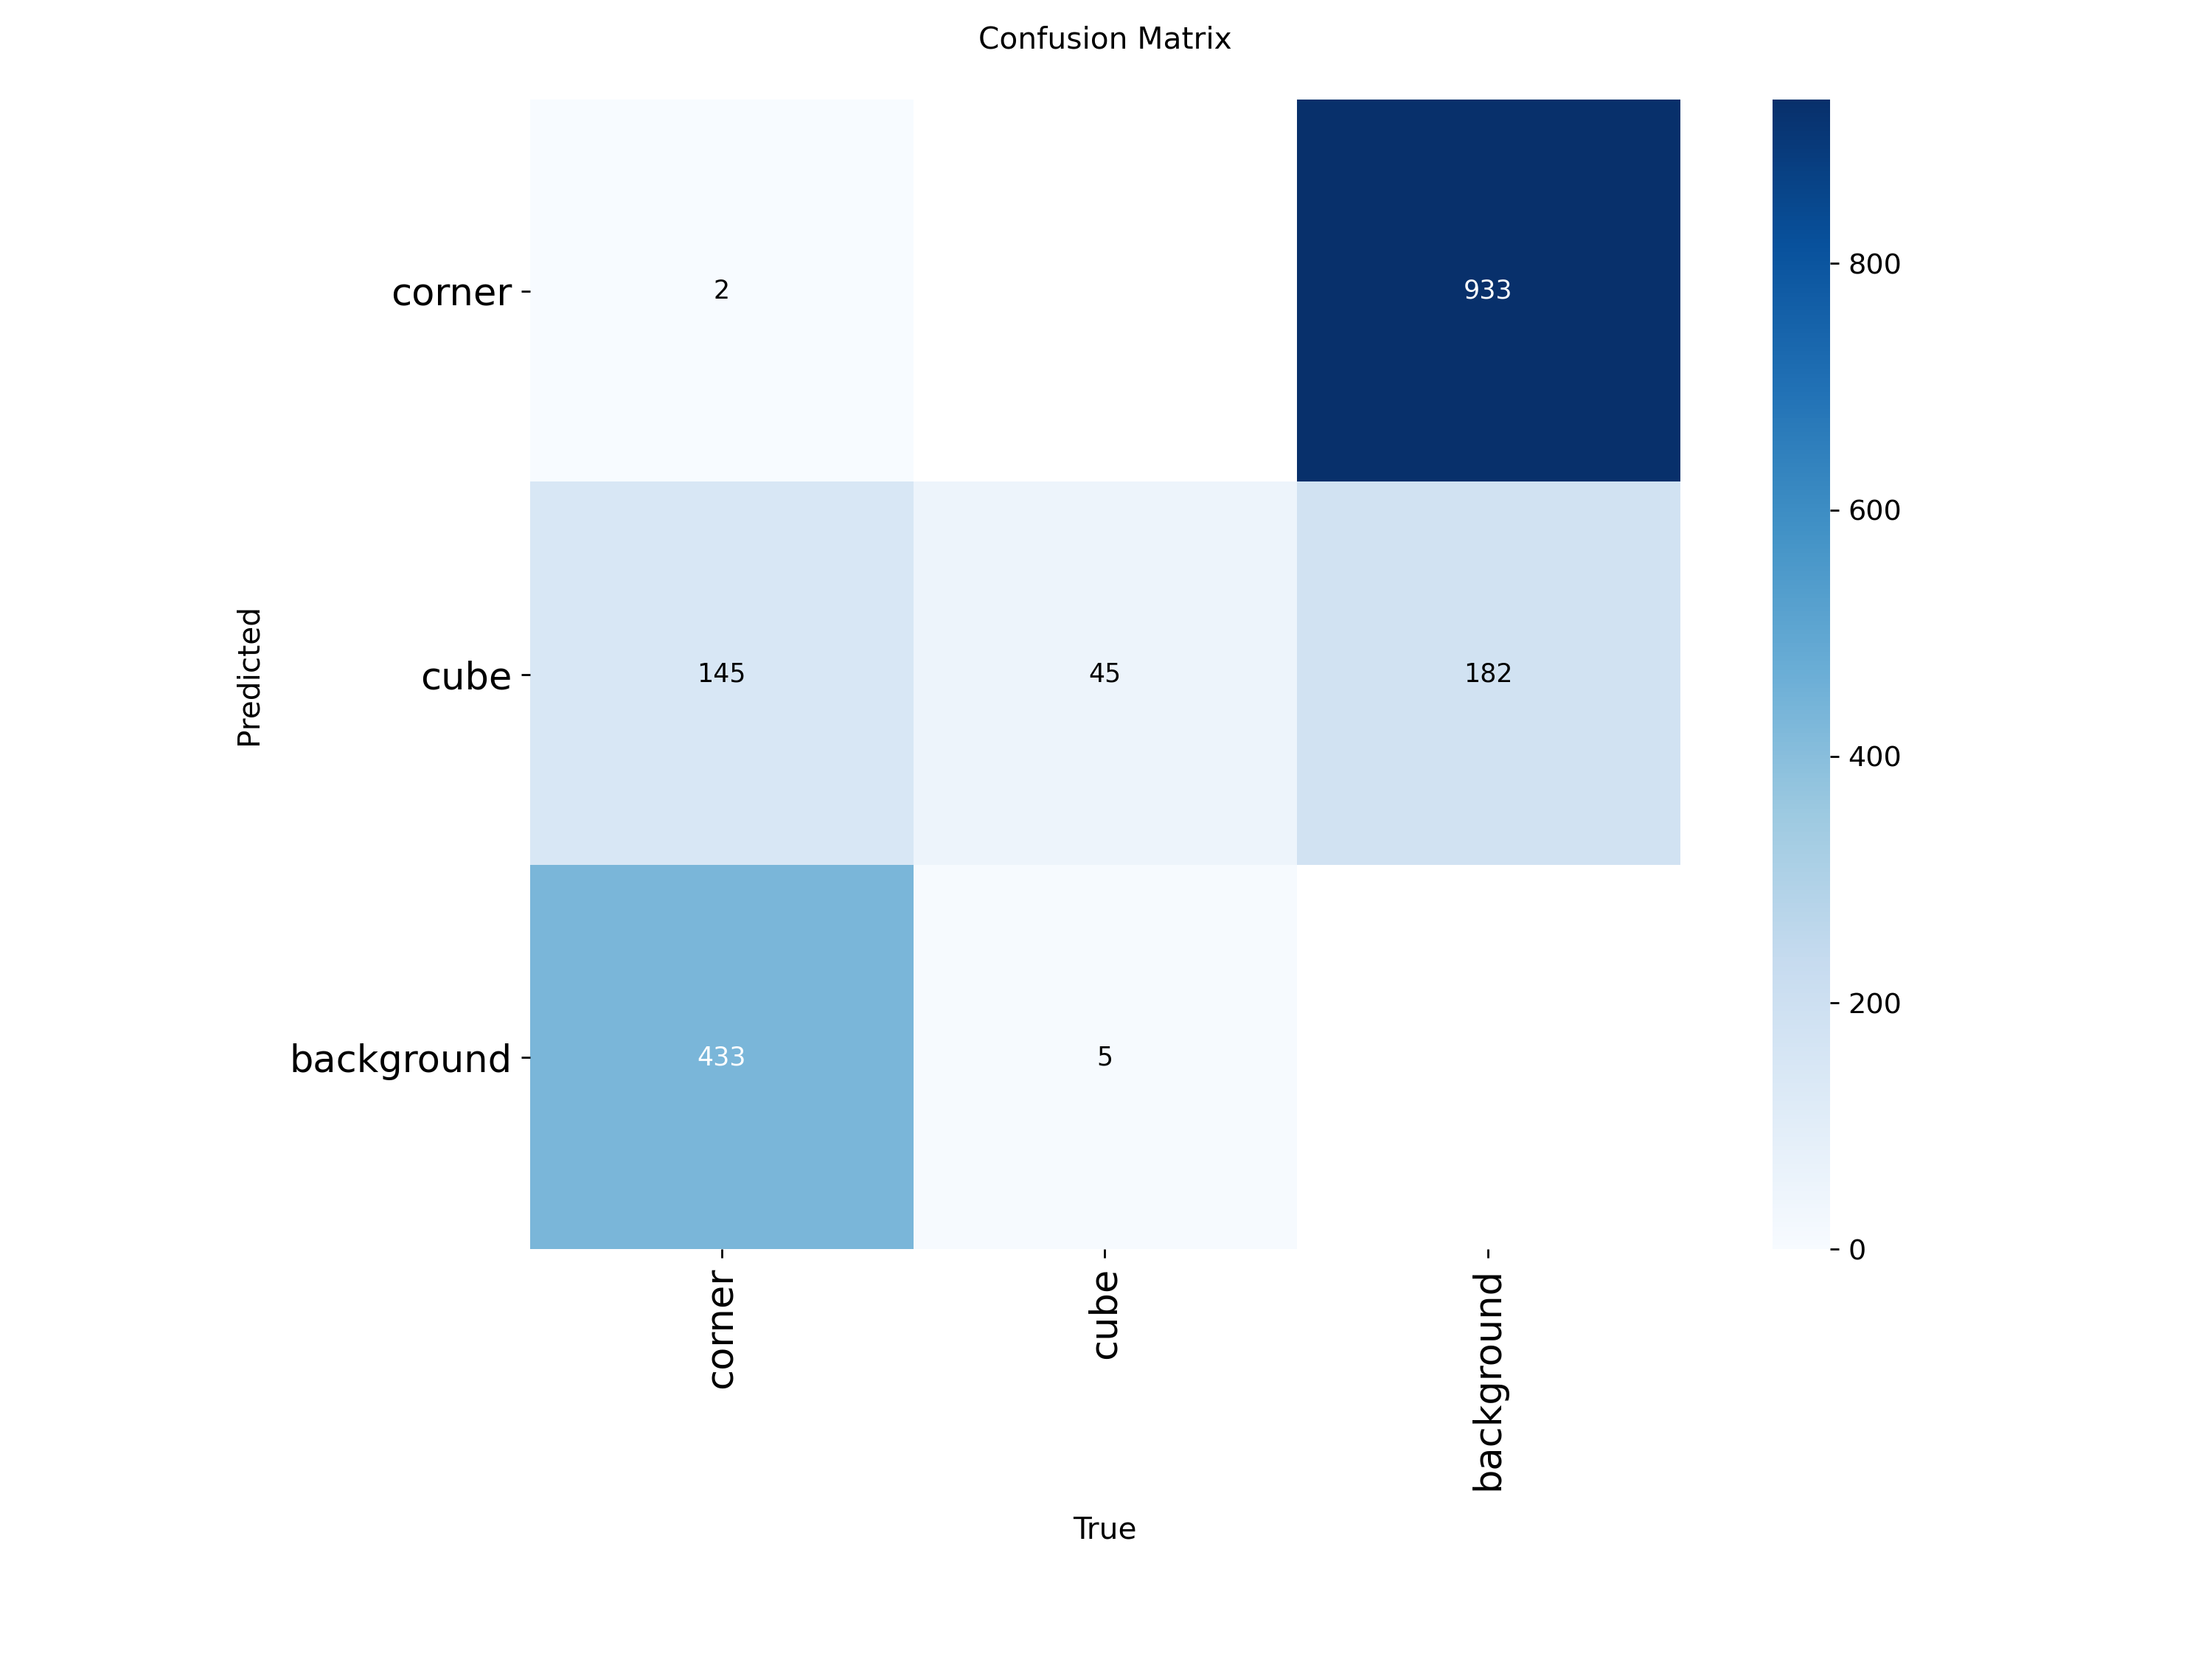 Confusion Matrix
corner
2
933
800
600
Predicted
cube
145
45
182
400
200
background
433
5
0
corner
cube
background
True